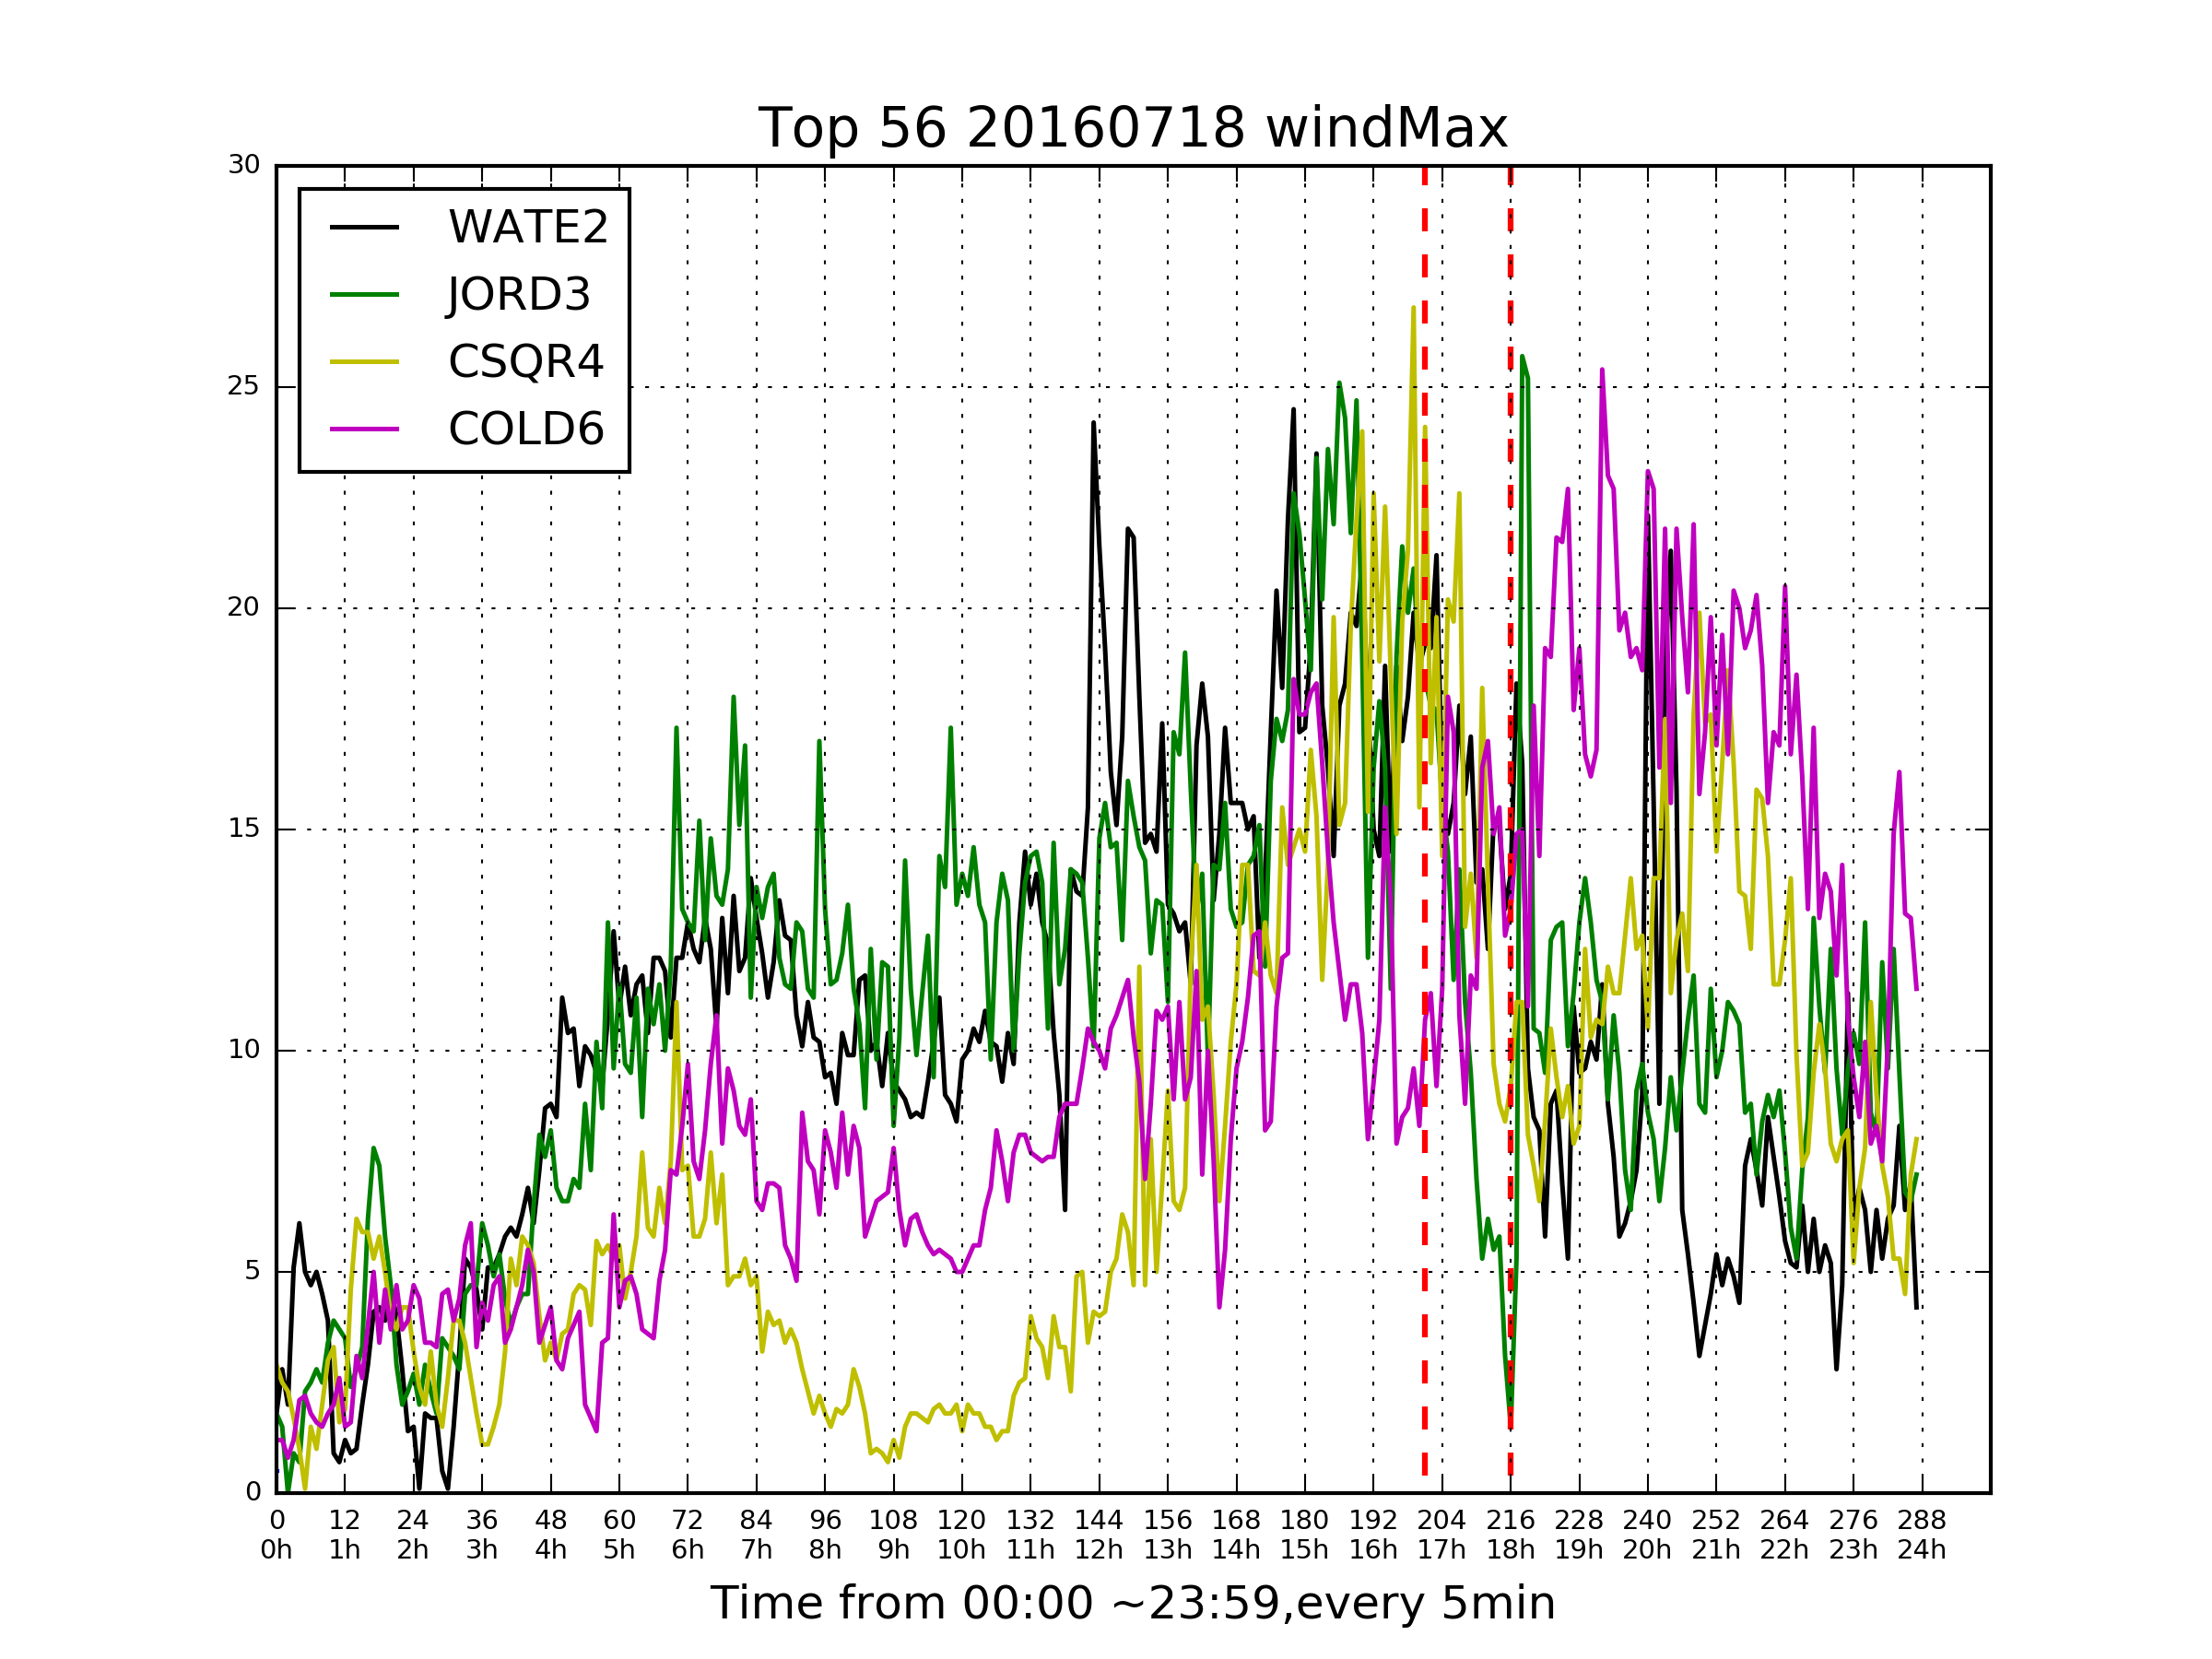 Top 56 20160718 windMax
30
25
20
15
10
5
0
WATE2
JORD3
CSQR4
COLD6
0 12 24 36 48 60 72 84 96 108 120 132 144 156 168 180 192 204 216 228 240 252 264 276 288
0h 1h 2h 3h 4h 5h 6h 7h 8h 9h 10h 11h 12h 13h 14h 15h 16h 17h 18h 19h 20h 21h 22h 23h 24h
Time from 00:00 ~23:59,every 5min